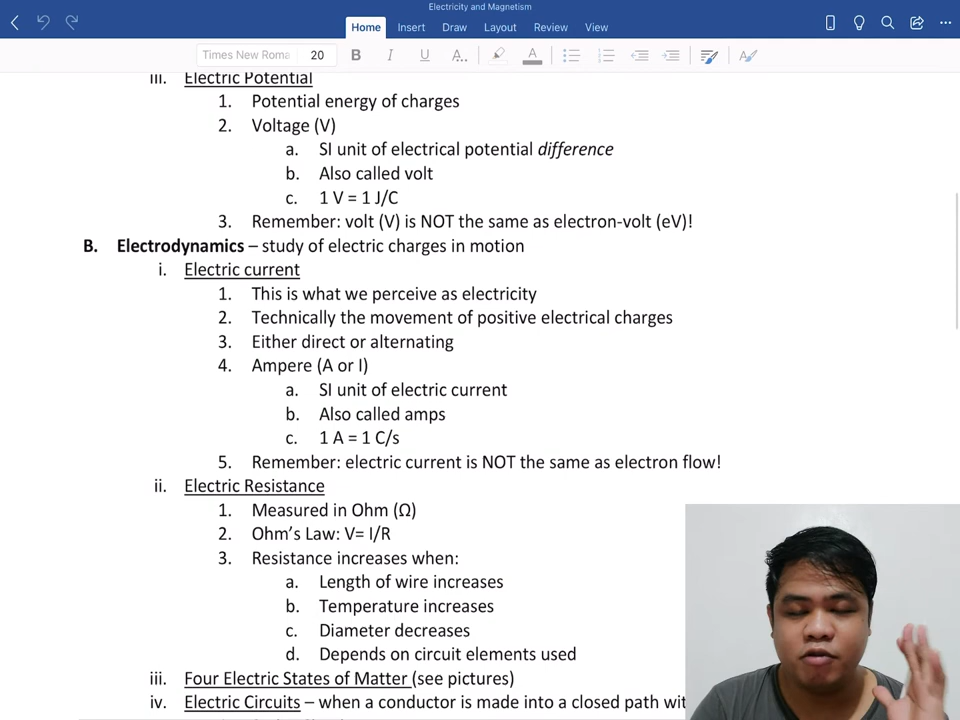 Electricity and Magnetism
Home Insert Draw Layout Review View
Times New Roma 20 B I U A...
iii. Electric Potential
1. Potential energy of charges
2. Voltage (V)
a. SI unit of electrical potential difference
b. Also called volt
c. 1 V = 1 J/C
3. Remember: volt (V) is NOT the same as electron-volt (eV)!
B. Electrodynamics – study of electric charges in motion
i. Electric current
1. This is what we perceive as electricity
2. Technically the movement of positive electrical charges
3. Either direct or alternating
4. Ampere (A or I)
a. SI unit of electric current
b. Also called amps
c. 1 A = 1 C/s
5. Remember: electric current is NOT the same as electron flow!
ii. Electric Resistance
1. Measured in Ohm (Ω)
2. Ohm's Law: V= I/R
3. Resistance increases when:
a. Length of wire increases
b. Temperature increases
c. Diameter decreases
d. Depends on circuit elements used
iii. Four Electric States of Matter (see pictures)
iv. Electric Circuits – when a conductor is made into a closed path